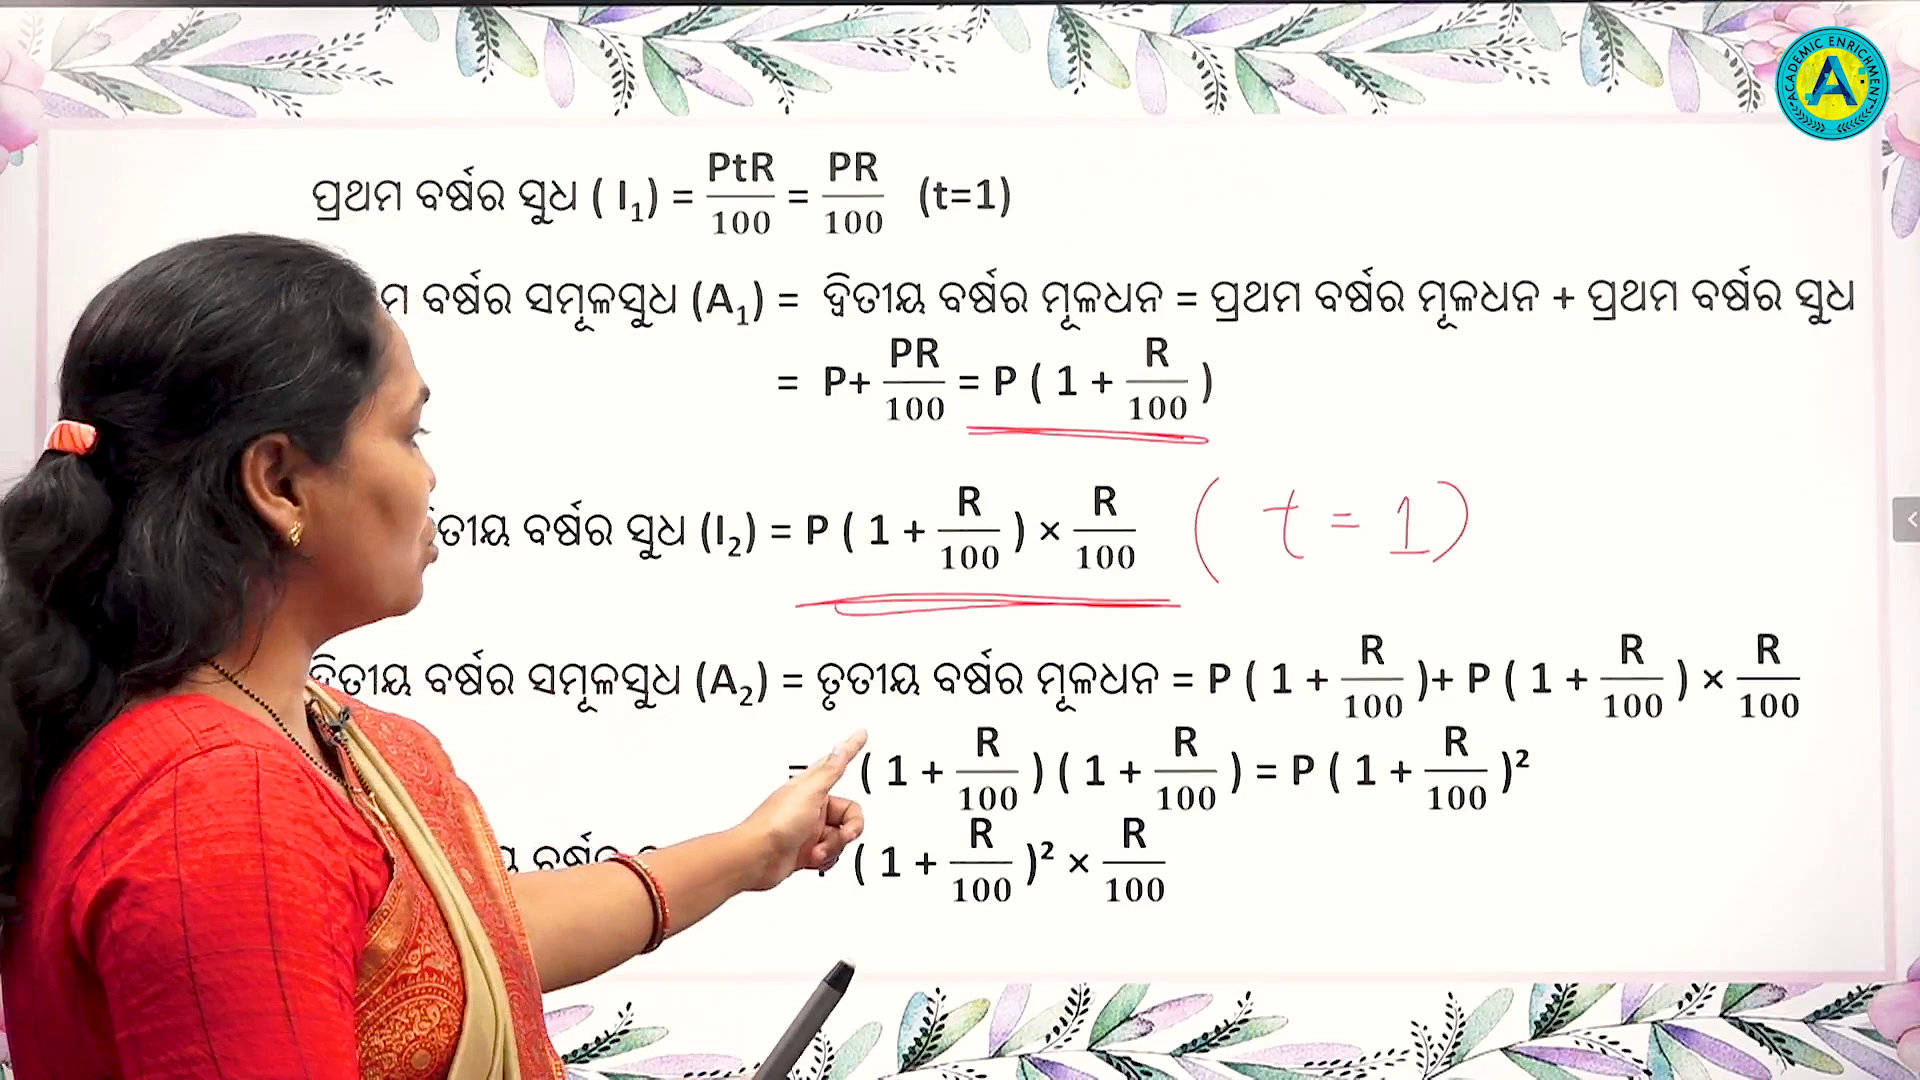 ପ୍ରଥମ ବର୍ଷର ସୁଧ ( I₁) = PtR/100 = PR/100 (t=1)
ବର୍ଷର ସମୂଳସୁଧ (A₁) = ଦ୍ଵିତୀୟ ବର୍ଷର ମୂଳଧନ = ପ୍ରଥମ ବର୍ଷର ମୂଳଧନ + ପ୍ରଥମ ବର୍ଷର ସୁଧ
= P+ PR/100 = P ( 1 + R/100 )
ବର୍ଷର ସୁଧ (I₂) = P ( 1 + R/100 ) × R/100 ( t = 1 )
ଦ୍ଵିତୀୟ ବର୍ଷର ସମୂଳସୁଧ (A₂) = ତୃତୀୟ ବର୍ଷର ମୂଳଧନ = P ( 1 + R/100 )+ P ( 1 + R/100 ) × R/100
= ( 1 + R/100 ) ( 1 + R/100 ) = P ( 1 + R/100 )²
ବର୍ଷର ( 1 + R/100 )² × R/100
ACADEMIC ENRICHMENT
A